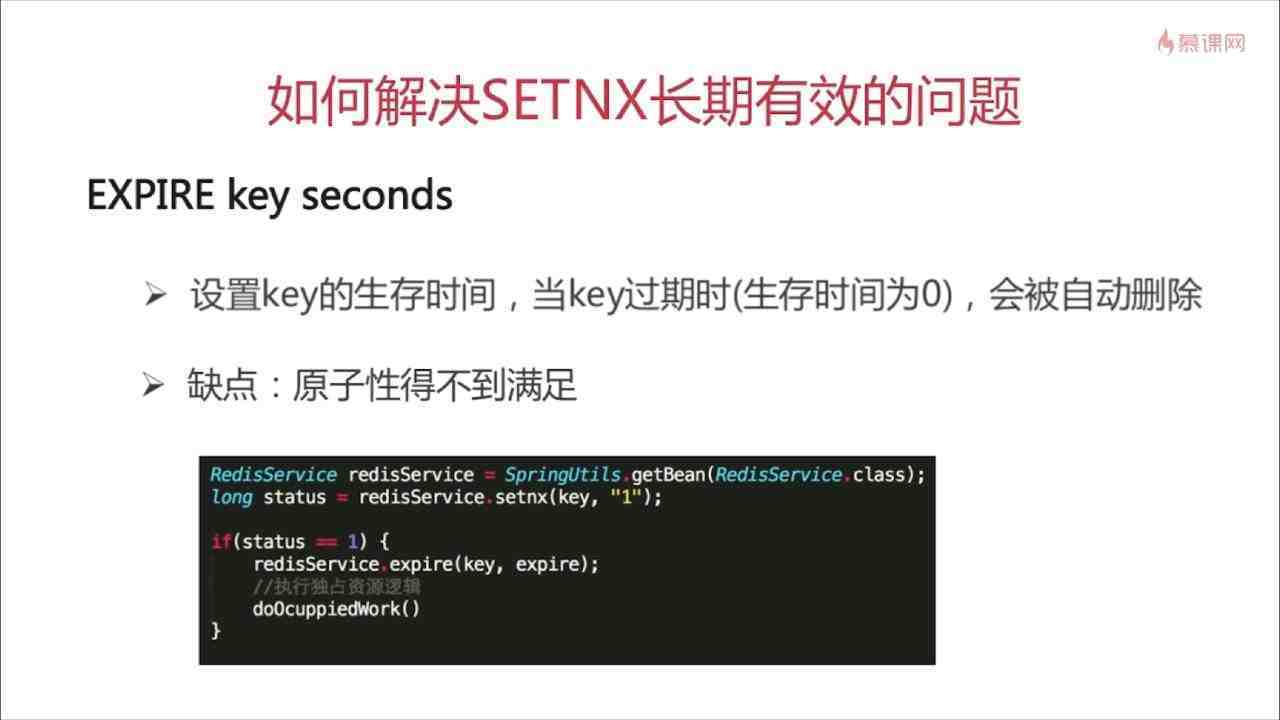 慕课网
如何解决SETNX长期有效的问题
EXPIRE key seconds
设置key的生存时间，当key过期时(生存时间为0)，会被自动删除
缺点：原子性得不到满足
RedisService redisService = SpringUtils.getBean(RedisService.class);
long status = redisService.setnx(key, "1");
if(status == 1) {
redisService.expire(key, expire);
//执行独占资源逻辑
doOcuppiedWork()
}